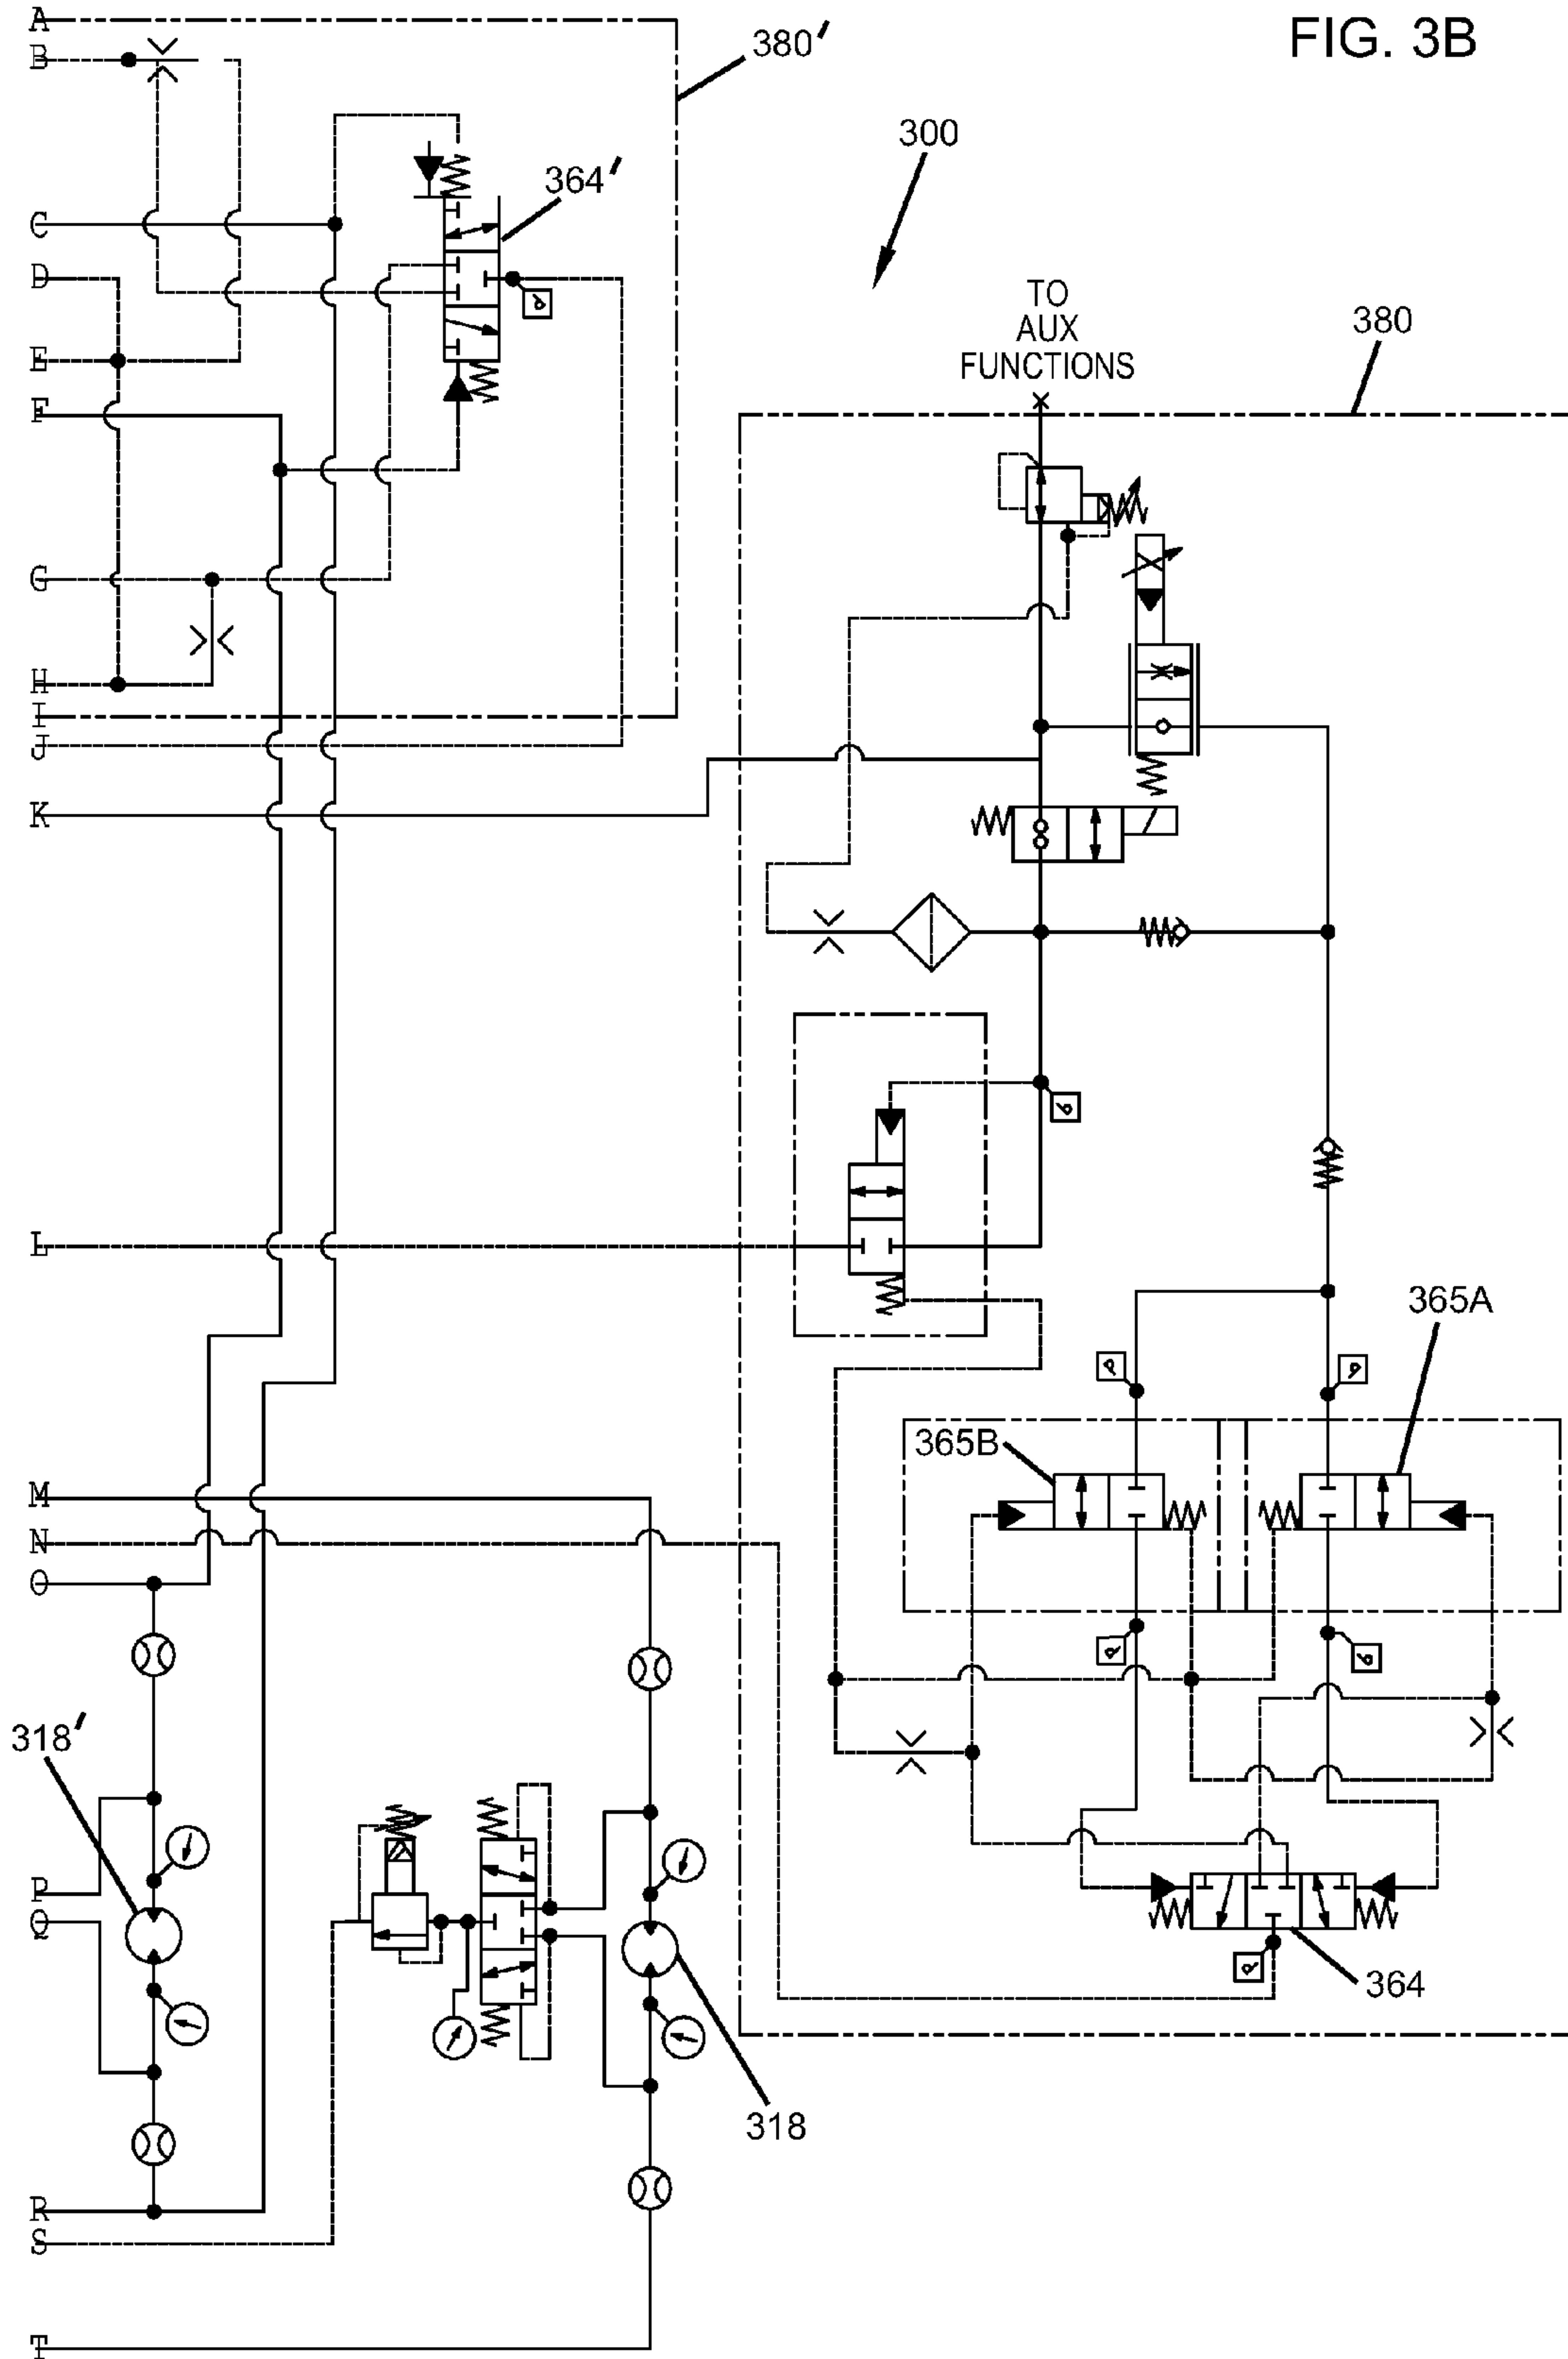 FIG. 3B
A
B
380'
300
364'
C
D
E
F
TO
AUX
FUNCTIONS
380
G
H
I
J
K
L
365A
365B
M
N
O
318'
P
Q
364
318
R
S
T